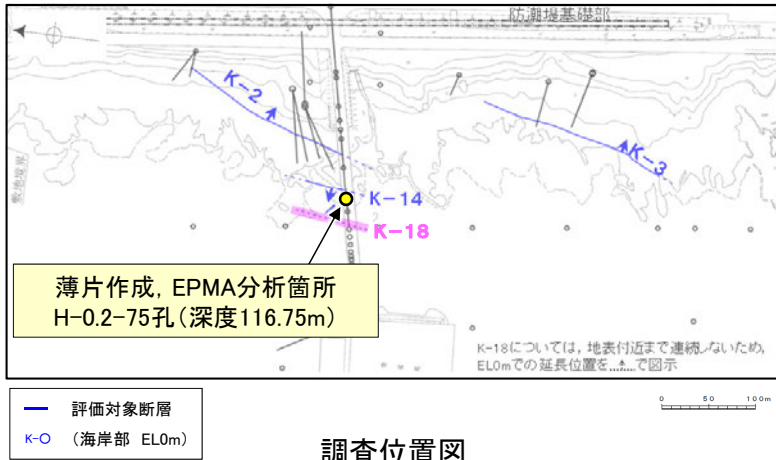 防潮堤基礎部
K-2
K-3
K-14
K-18
敷地境界
薄片作成, EPMA分析箇所
H-0.2-75孔(深度116.75m)
K-18については, 地表付近まで連続しないため,
EL0mでの延長位置を で図示
0 50 100m
評価対象断層
K-○ (海岸部 EL0m)
調査位置図